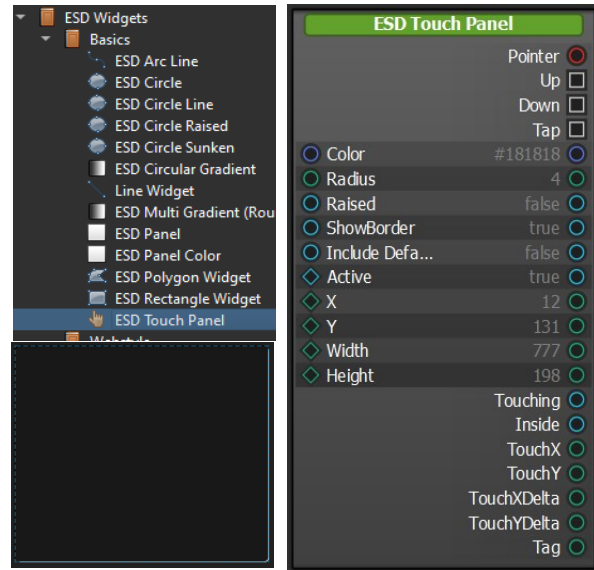 ESD Widgets
Basics
ESD Arc Line
ESD Circle
ESD Circle Line
ESD Circle Raised
ESD Circle Sunken
ESD Circular Gradient
Line Widget
ESD Multi Gradient (Rou
ESD Panel
ESD Panel Color
ESD Polygon Widget
ESD Rectangle Widget
ESD Touch Panel
ESD Touch Panel
Pointer
Up
Down
Tap
Color #181818
Radius 4
Raised false
ShowBorder true
Include Defa... false
Active true
X 12
Y 131
Width 777
Height 198
Touching
Inside
TouchX
TouchY
TouchXDelta
TouchYDelta
Tag